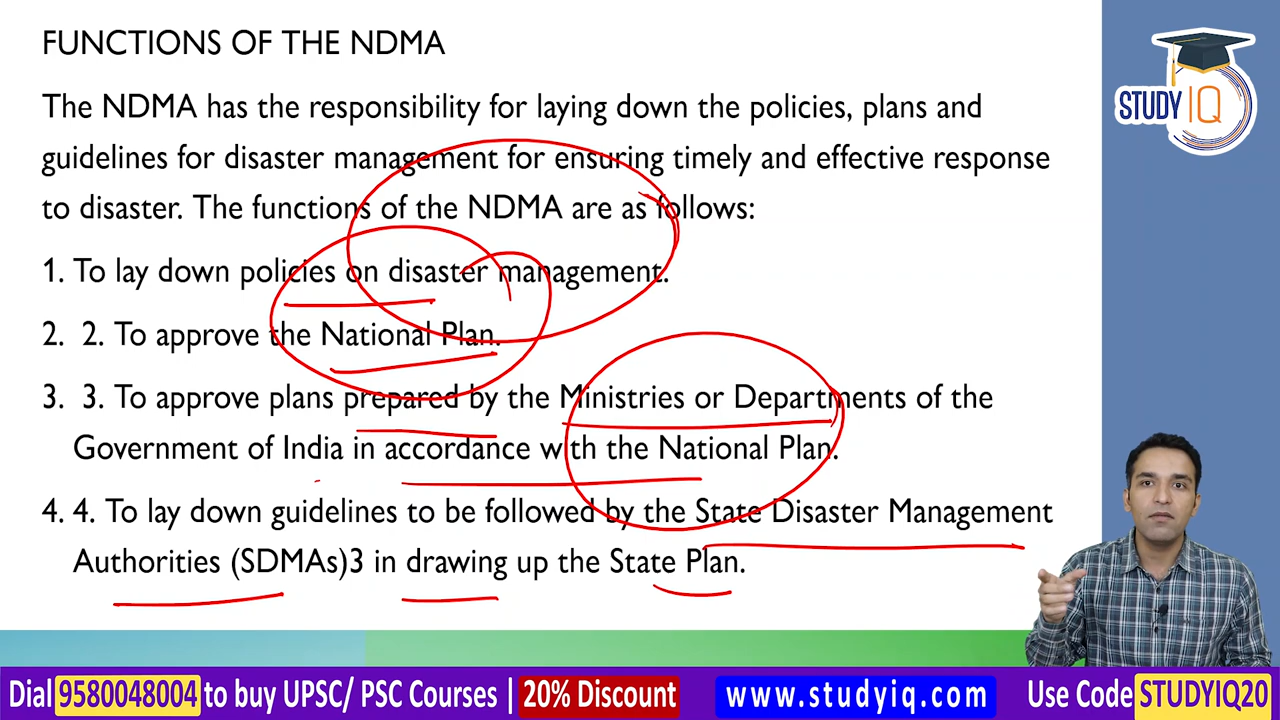 FUNCTIONS OF THE NDMA
The NDMA has the responsibility for laying down the policies, plans and
guidelines for disaster management for ensuring timely and effective response
to disaster. The functions of the NDMA are as follows:
1. To lay down policies on disaster management.
2. 2. To approve the National Plan.
3. 3. To approve plans prepared by the Ministries or Departments of the
Government of India in accordance with the National Plan.
4. 4. To lay down guidelines to be followed by the State Disaster Management
Authorities (SDMAs)3 in drawing up the State Plan.
STUDY IQ
Dial 9580048004 to buy UPSC/ PSC Courses | 20% Discount
www.studyiq.com
Use Code STUDYIQ20